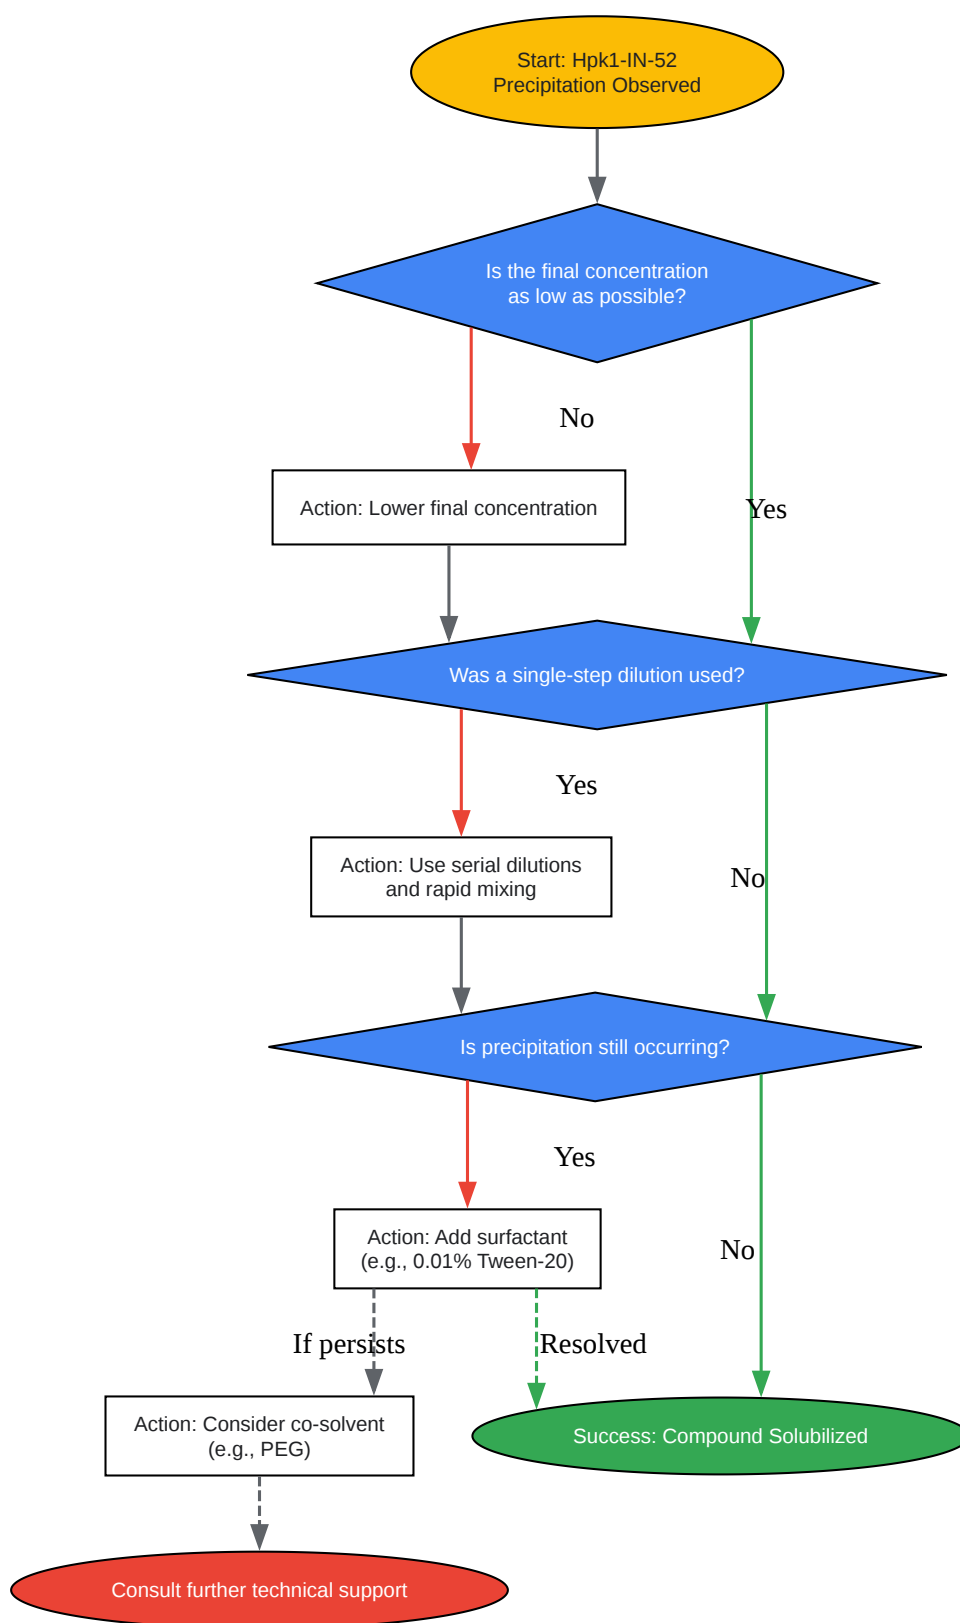 Start: Hpk1-IN-52
Precipitation Observed
Is the final concentration
as low as possible?
No
Action: Lower final concentration
Yes
Was a single-step dilution used?
Yes
Action: Use serial dilutions
and rapid mixing
No
Is precipitation still occurring?
Yes
Action: Add surfactant
(e.g., 0.01% Tween-20)
No
If persists
Resolved
Action: Consider co-solvent
(e.g., PEG)
Success: Compound Solubilized
Consult further technical support